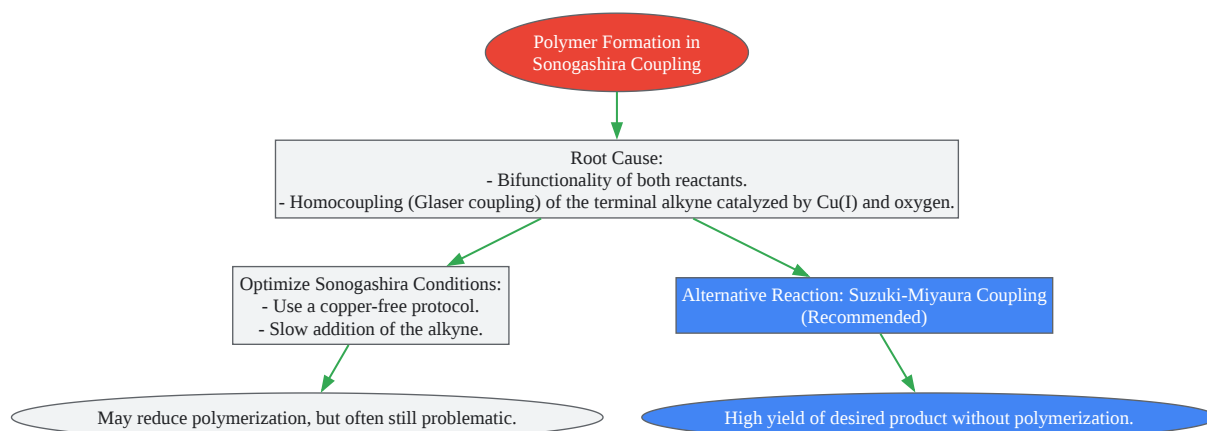 Polymer Formation in
Sonogashira Coupling
Root Cause:
- Bifunctionality of both reactants.
- Homocoupling (Glaser coupling) of the terminal alkyne catalyzed by Cu(I) and oxygen.
Optimize Sonogashira Conditions:
- Use a copper-free protocol.
- Slow addition of the alkyne.
Alternative Reaction: Suzuki-Miyaura Coupling
(Recommended)
May reduce polymerization, but often still problematic.
High yield of desired product without polymerization.